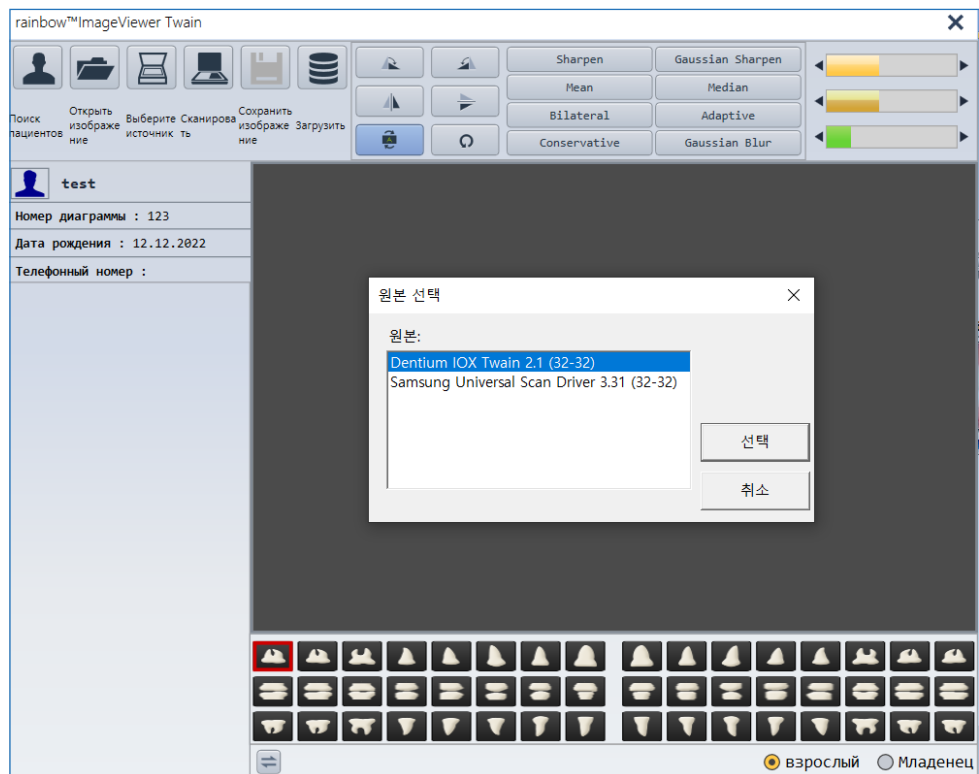 rainbow™ImageViewer Twain
Поиск
пациентов
Открыть
изображе
ние
Выберите
источник
Сканирова
ть
Сохранить
изображе
ние
Загрузить
Sharpen
Gaussian Sharpen
Mean
Median
Bilateral
Adaptive
Conservative
Gaussian Blur
test
Номер диаграммы : 123
Дата рождения : 12.12.2022
Телефонный номер :
원본 선택
원본:
Dentium IOX Twain 2.1 (32-32)
Samsung Universal Scan Driver 3.31 (32-32)
선택
취소
взрослый
Младенец